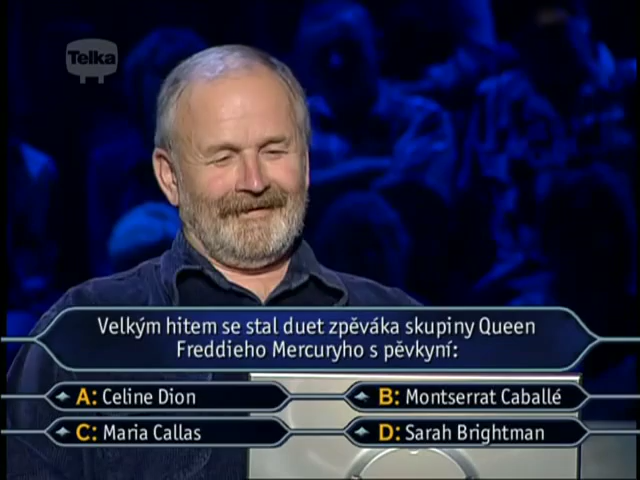 Telka
Velkým hitem se stal duet zpěváka skupiny Queen
Freddieho Mercuryho s pěvkyní:
A: Celine Dion
B: Montserrat Caballé
C: Maria Callas
D: Sarah Brightman